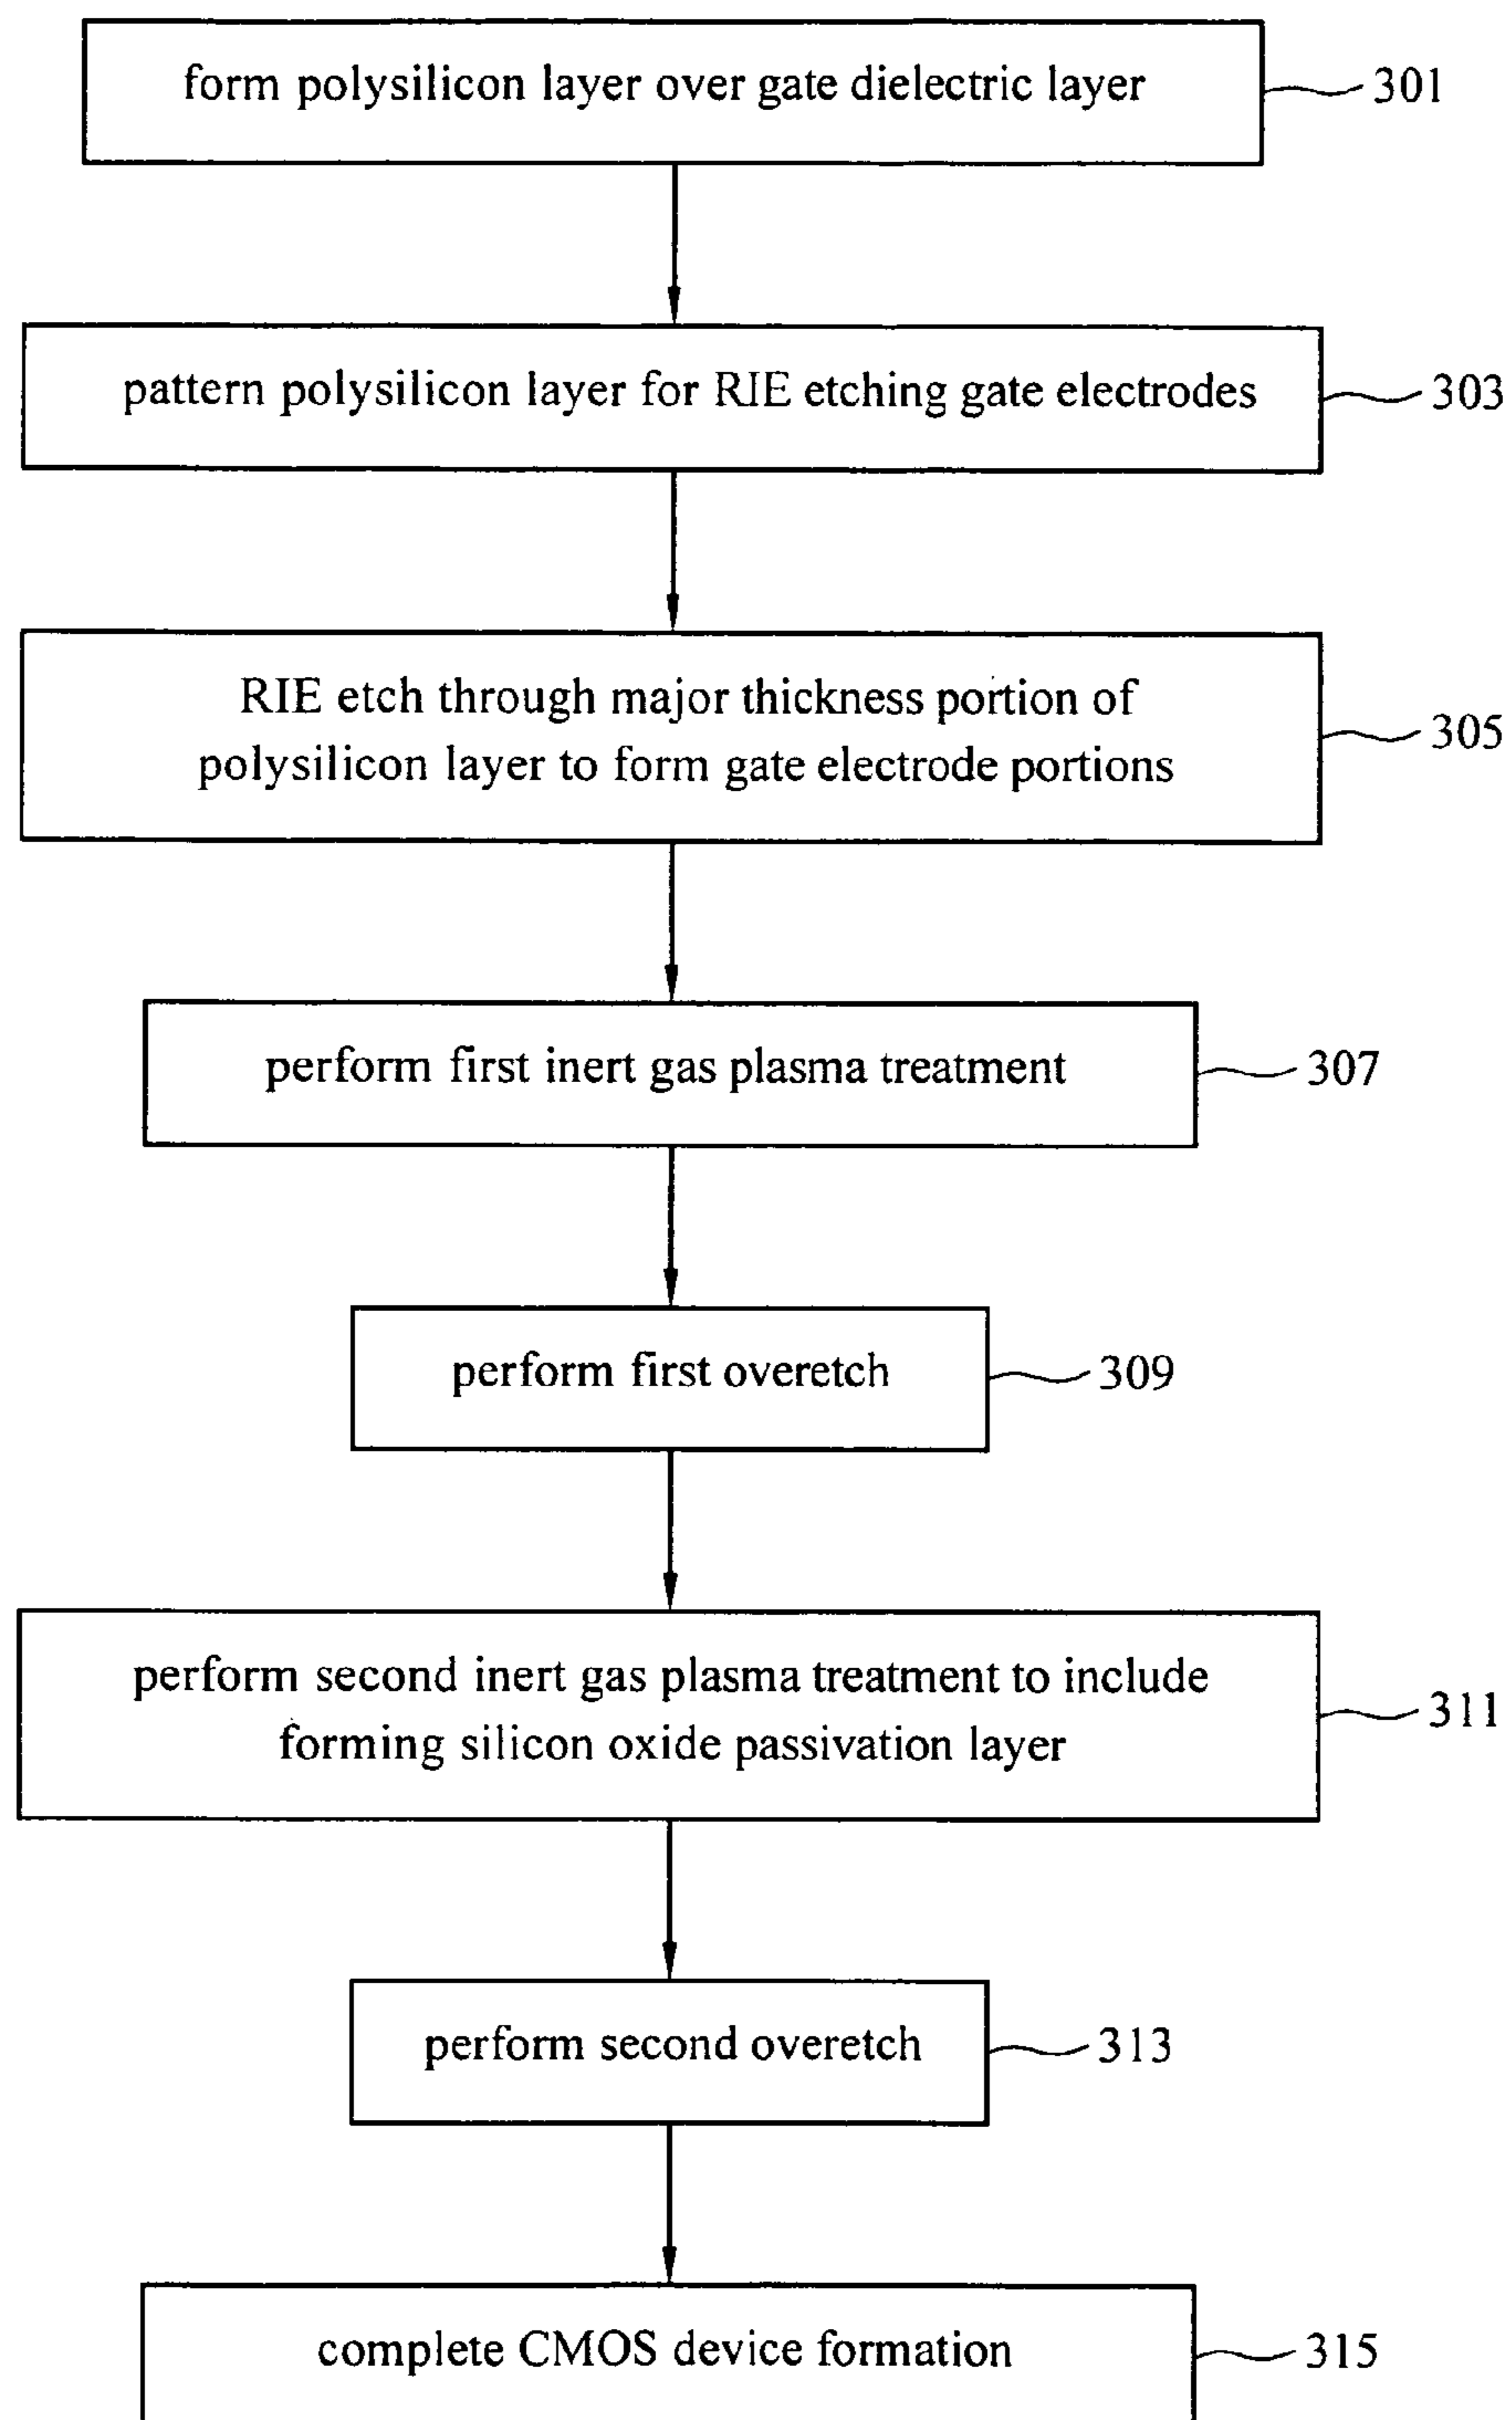 form polysilicon layer over gate dielectric layer
301
pattern polysilicon layer for RIE etching gate electrodes
303
RIE etch through major thickness portion of
polysilicon layer to form gate electrode portions
305
perform first inert gas plasma treatment
307
perform first overetch
309
perform second inert gas plasma treatment to include
forming silicon oxide passivation layer
311
perform second overetch
313
complete CMOS device formation
315